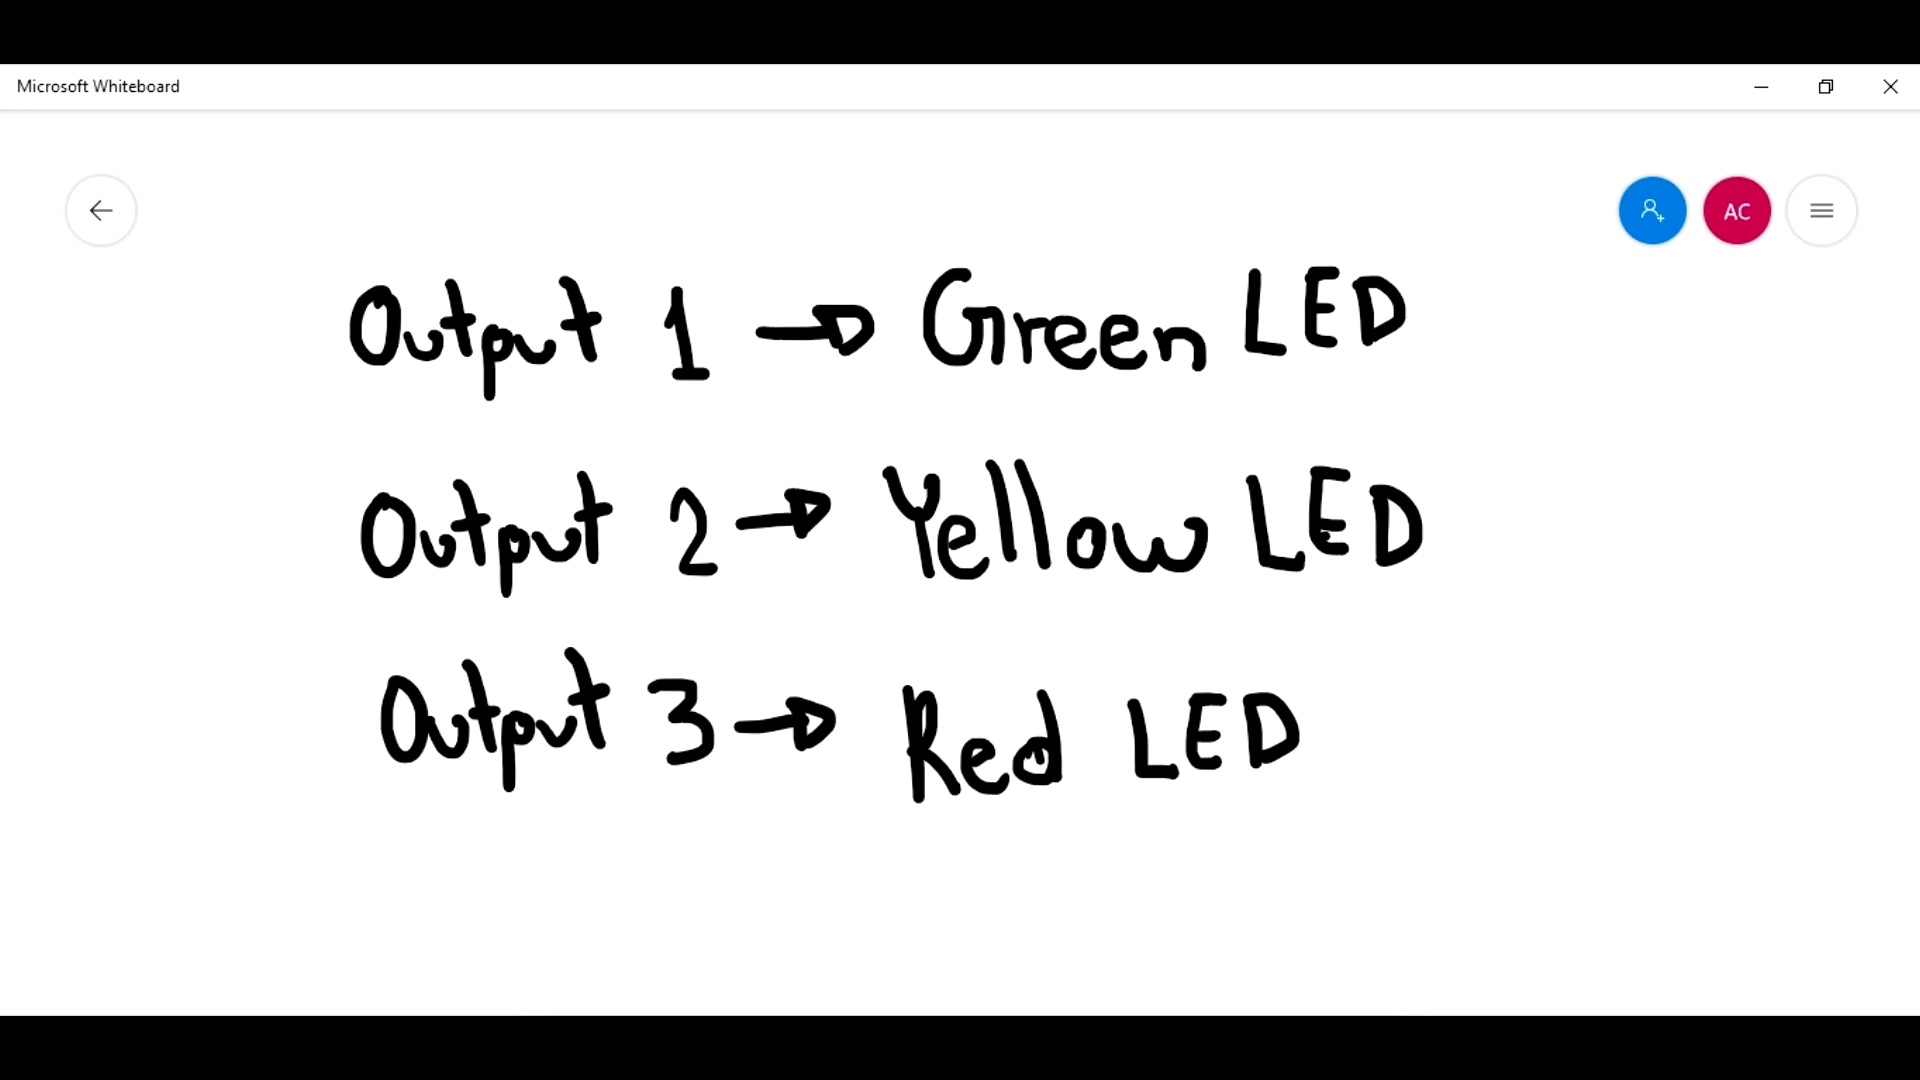 Microsoft Whiteboard
AC
Output 1 → Green LED
Output 2 → Yellow LED
Output 3 → Red LED